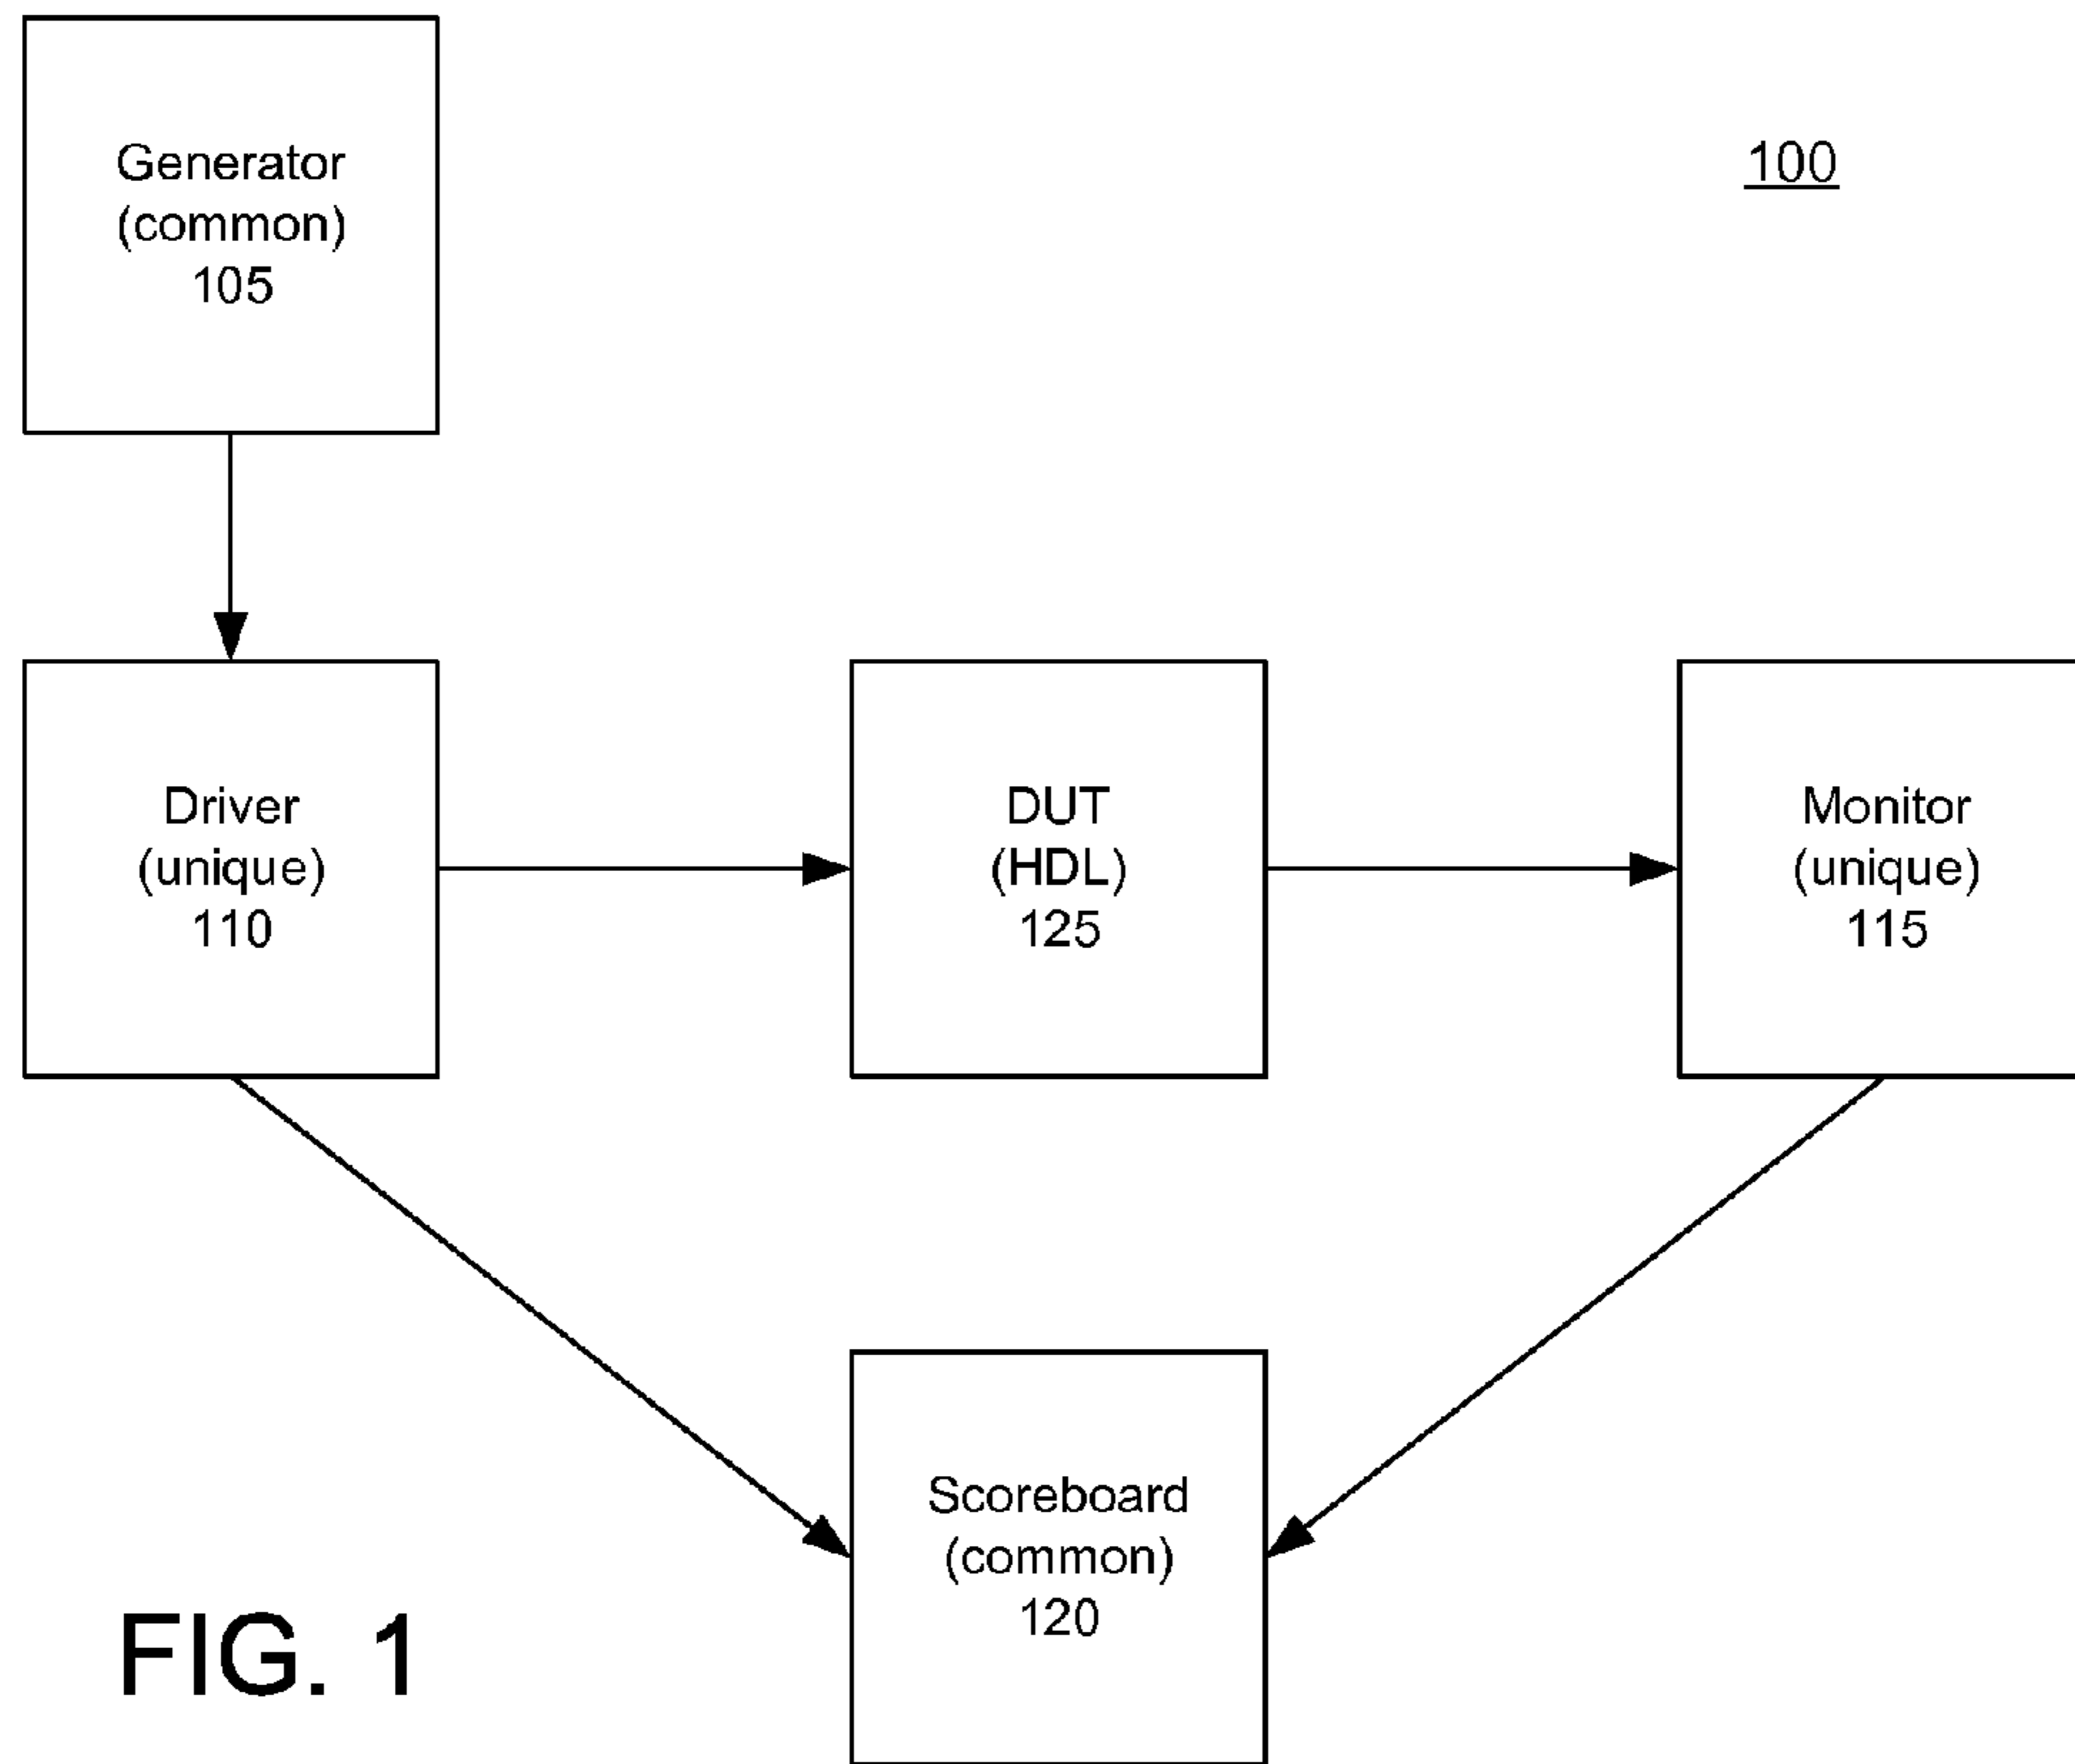 Generator
(common)
105
100
Driver
(unique)
110
DUT
(HDL)
125
Monitor
(unique)
115
Scoreboard
(common)
120
FIG. 1